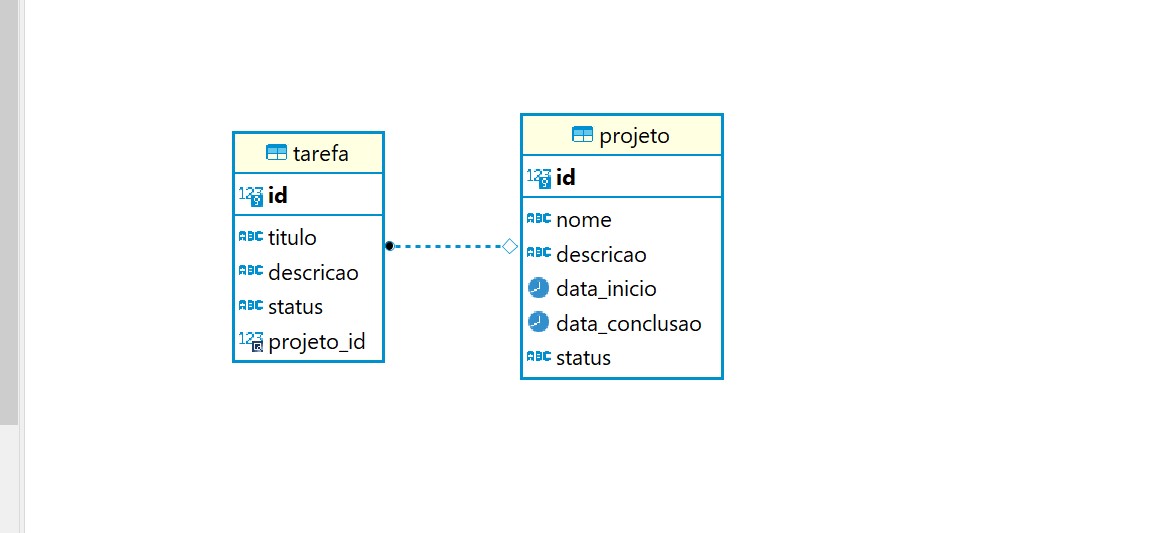 tarefa
123 id
ABC titulo
ABC descricao
ABC status
123 projeto_id
projeto
123 id
ABC nome
ABC descricao
data_inicio
data_conclusao
ABC status